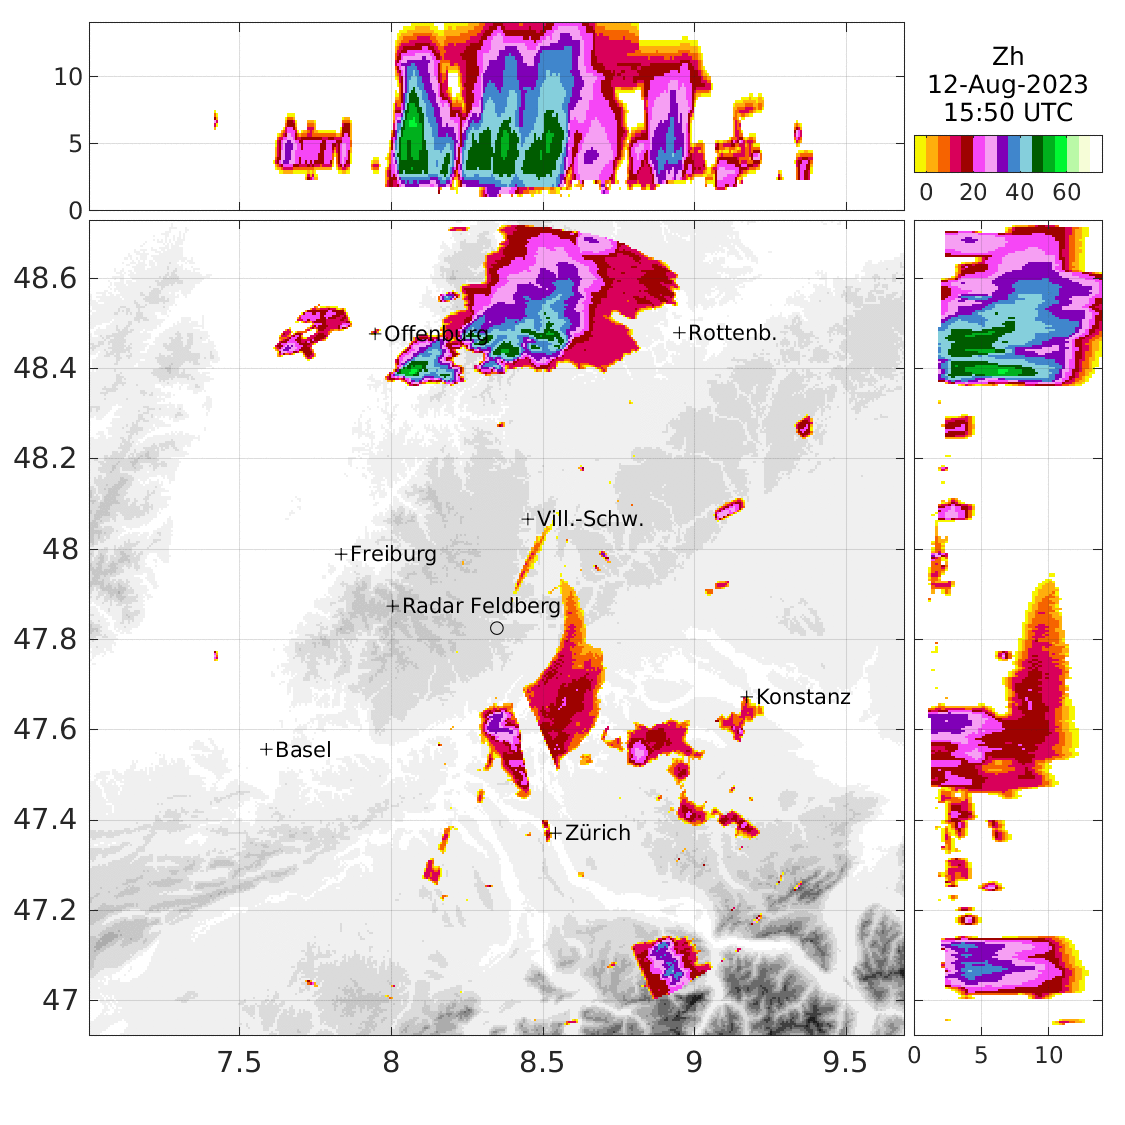 10
5
0
Zh
12-Aug-2023
15:50 UTC
0 20 40 60
48.6
48.4
48.2
48
47.8
47.6
47.4
47.2
47
Offenburg
Rottenb.
Vill.-Schw.
Freiburg
Radar Feldberg
Konstanz
Basel
Zürich
7.5 8 8.5 9 9.5
0 5 10